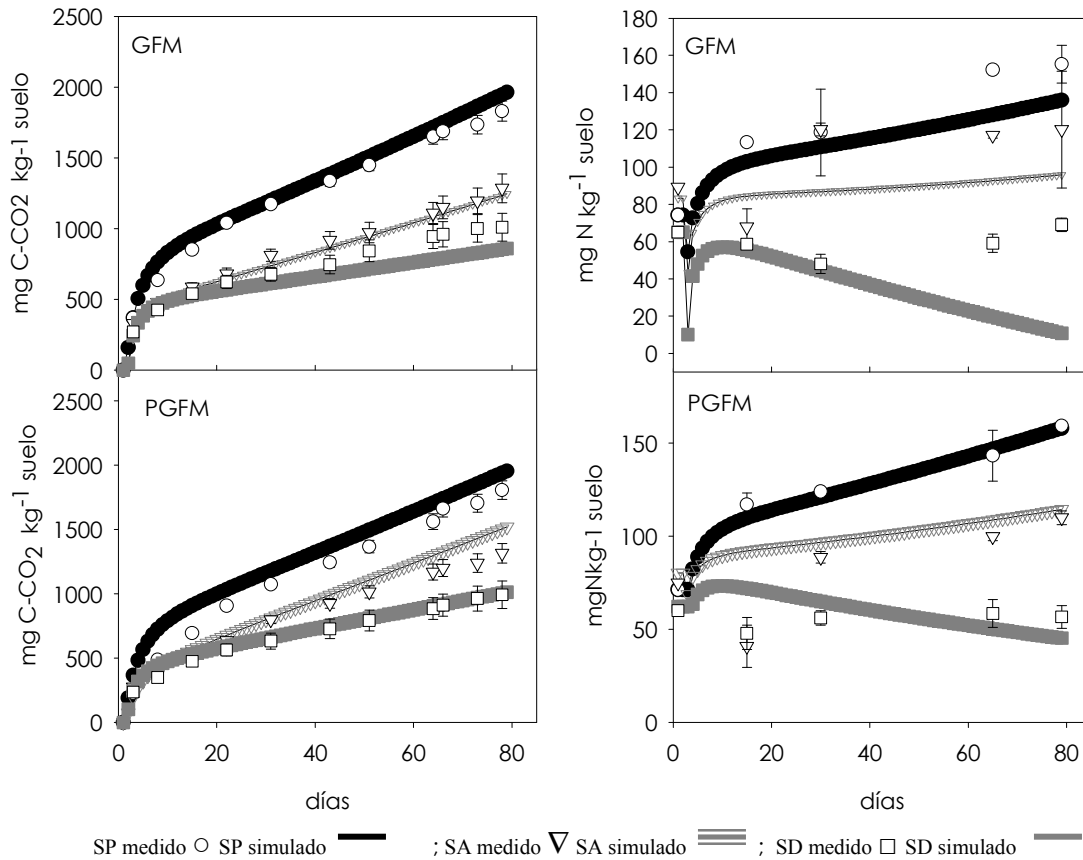 2500
2000
1500
1000
500
0
GFM
mg C-CO2 kg-1 suelo
180
160
140
120
100
80
60
40
20
0
GFM
mg N kg-1 suelo
2500
2000
1500
1000
500
0
PGFM
mg C-CO2 kg-1 suelo
0 20 40 60 80
días
150
100
50
0
PGFM
mgNkg-1 suelo
0 20 40 60 80
días
SP medido SP simulado ; SA medido SA simulado ; SD medido SD simulado